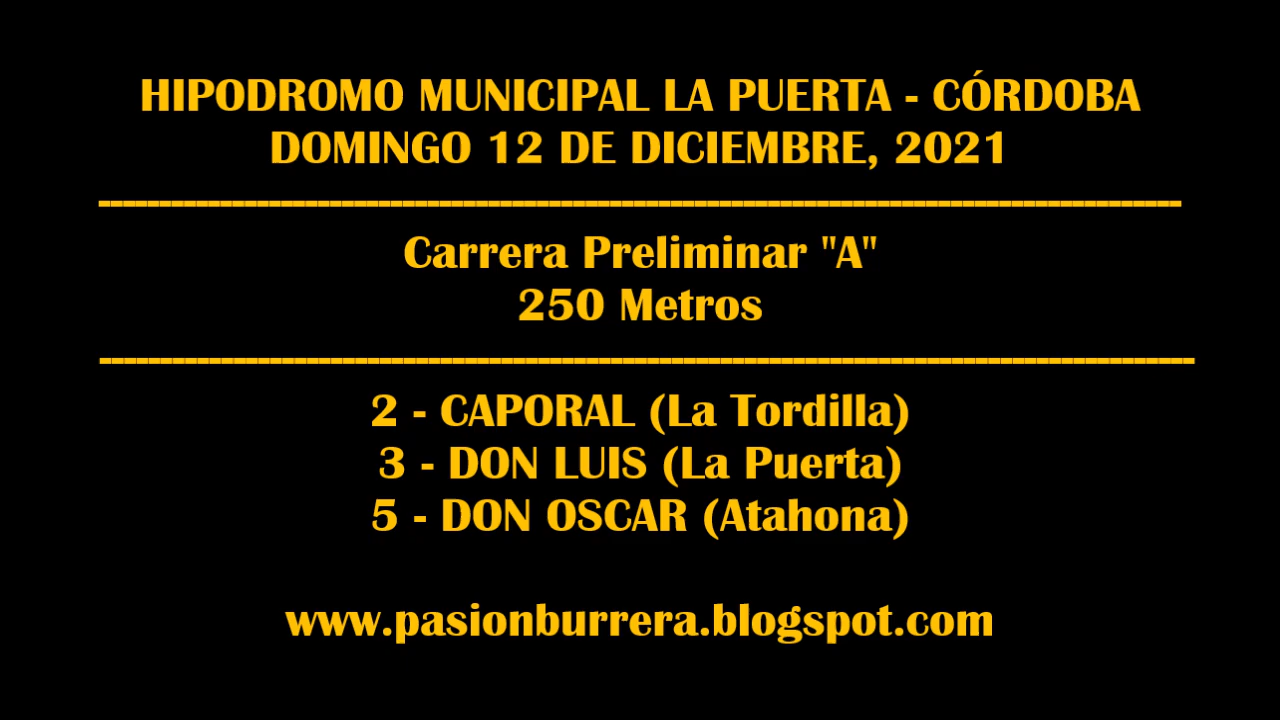 HIPODROMO MUNICIPAL LA PUERTA - CÓRDOBA
DOMINGO 12 DE DICIEMBRE, 2021
Carrera Preliminar "A"
250 Metros
2 - CAPORAL (La Tordilla)
3 - DON LUIS (La Puerta)
5 - DON OSCAR (Atahona)
www.pasionburrera.blogspot.com